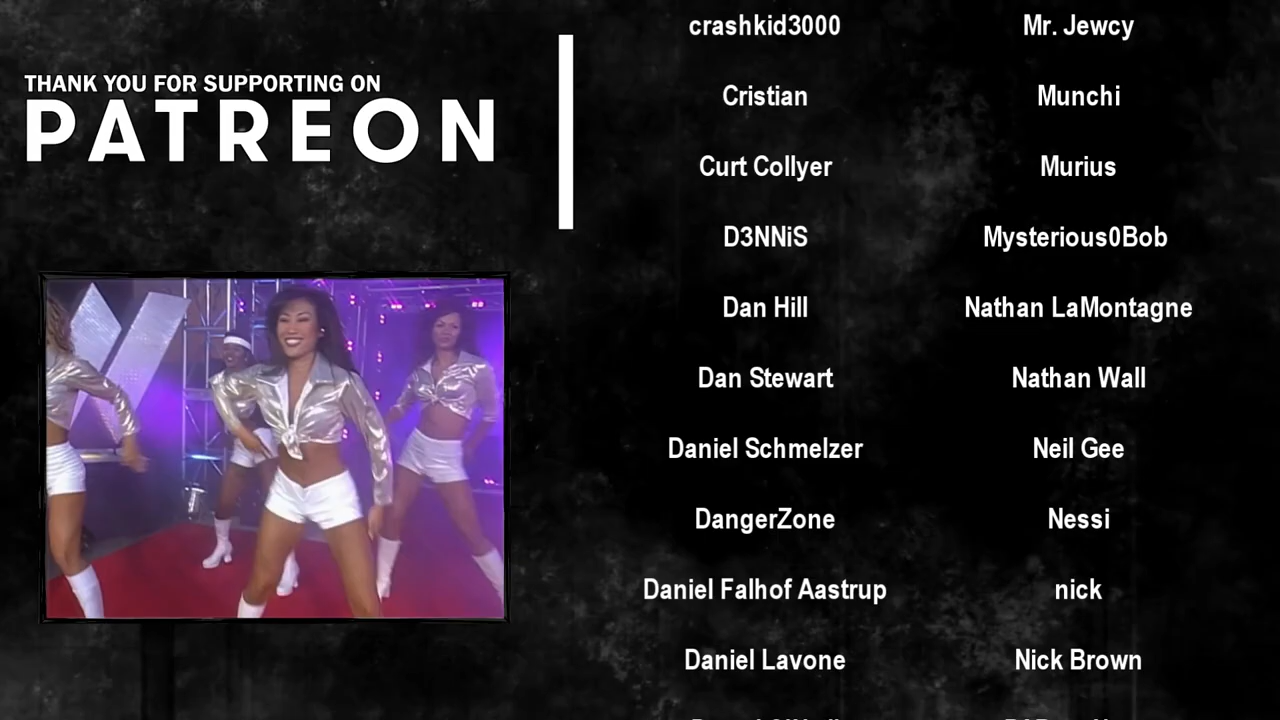 THANK YOU FOR SUPPORTING ON
PATREON
crashkid3000
Cristian
Curt Collyer
D3NNiS
Dan Hill
Dan Stewart
Daniel Schmelzer
DangerZone
Daniel Falhof Aastrup
Daniel Lavone
Mr. Jewcy
Munchi
Murius
Mysterious0Bob
Nathan LaMontagne
Nathan Wall
Neil Gee
Nessi
nick
Nick Brown